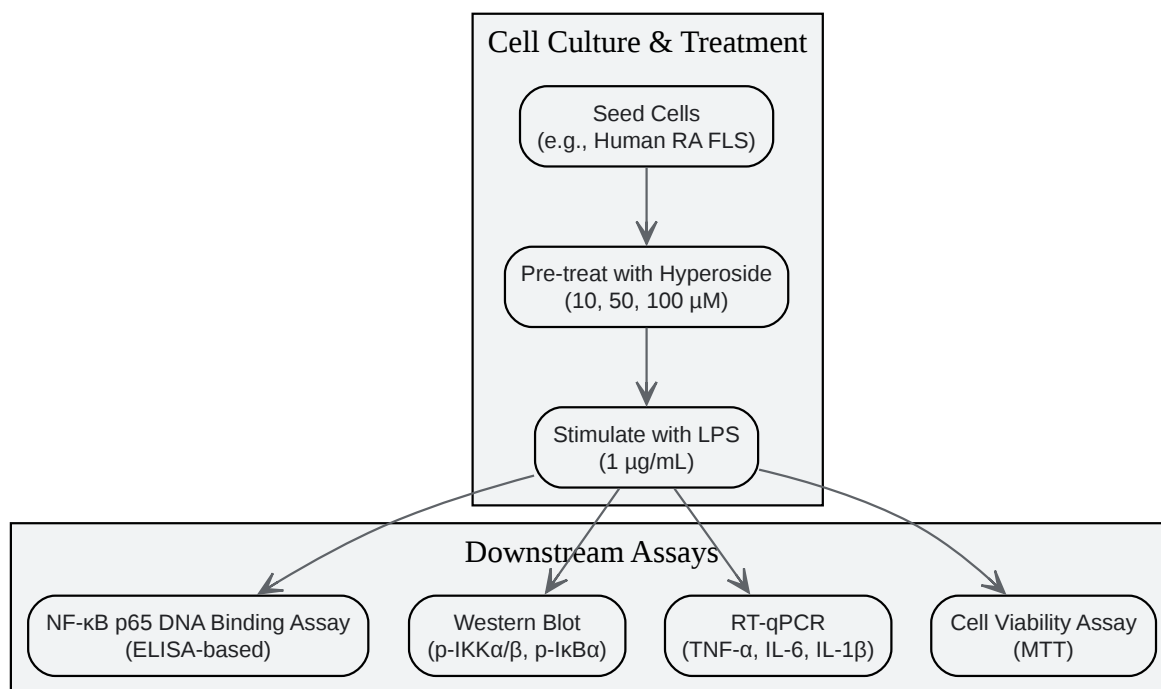 Cell Culture & Treatment
Seed Cells
(e.g., Human RA FLS)
Pre-treat with Hyperoside
(10, 50, 100 µM)
Stimulate with LPS
(1 µg/mL)
Downstream Assays
NF-κB p65 DNA Binding Assay
(ELISA-based)
Western Blot
(p-IKKα/β, p-IκBα)
RT-qPCR
(TNF-α, IL-6, IL-1β)
Cell Viability Assay
(MTT)